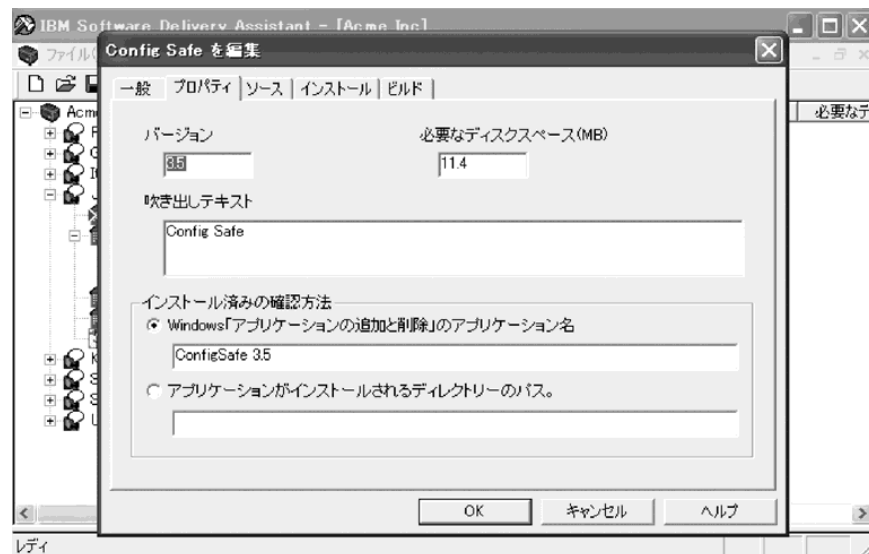 IBM Software Delivery Assistant - [Acme Inc]
Config Safe を編集
ファイル(
一般 プロパティ ソース インストール ビルド
Acm
必要なデ
バージョン 必要なディスクスペース(MB)
3.5 11.4
吹き出しテキスト
Config Safe
インストール済みの確認方法
Windows「アプリケーションの追加と削除」のアプリケーション名
ConfigSafe 3.5
アプリケーションがインストールされるディレクトリーのパス。
K
S
S
U
OK キャンセル ヘルプ
レディ